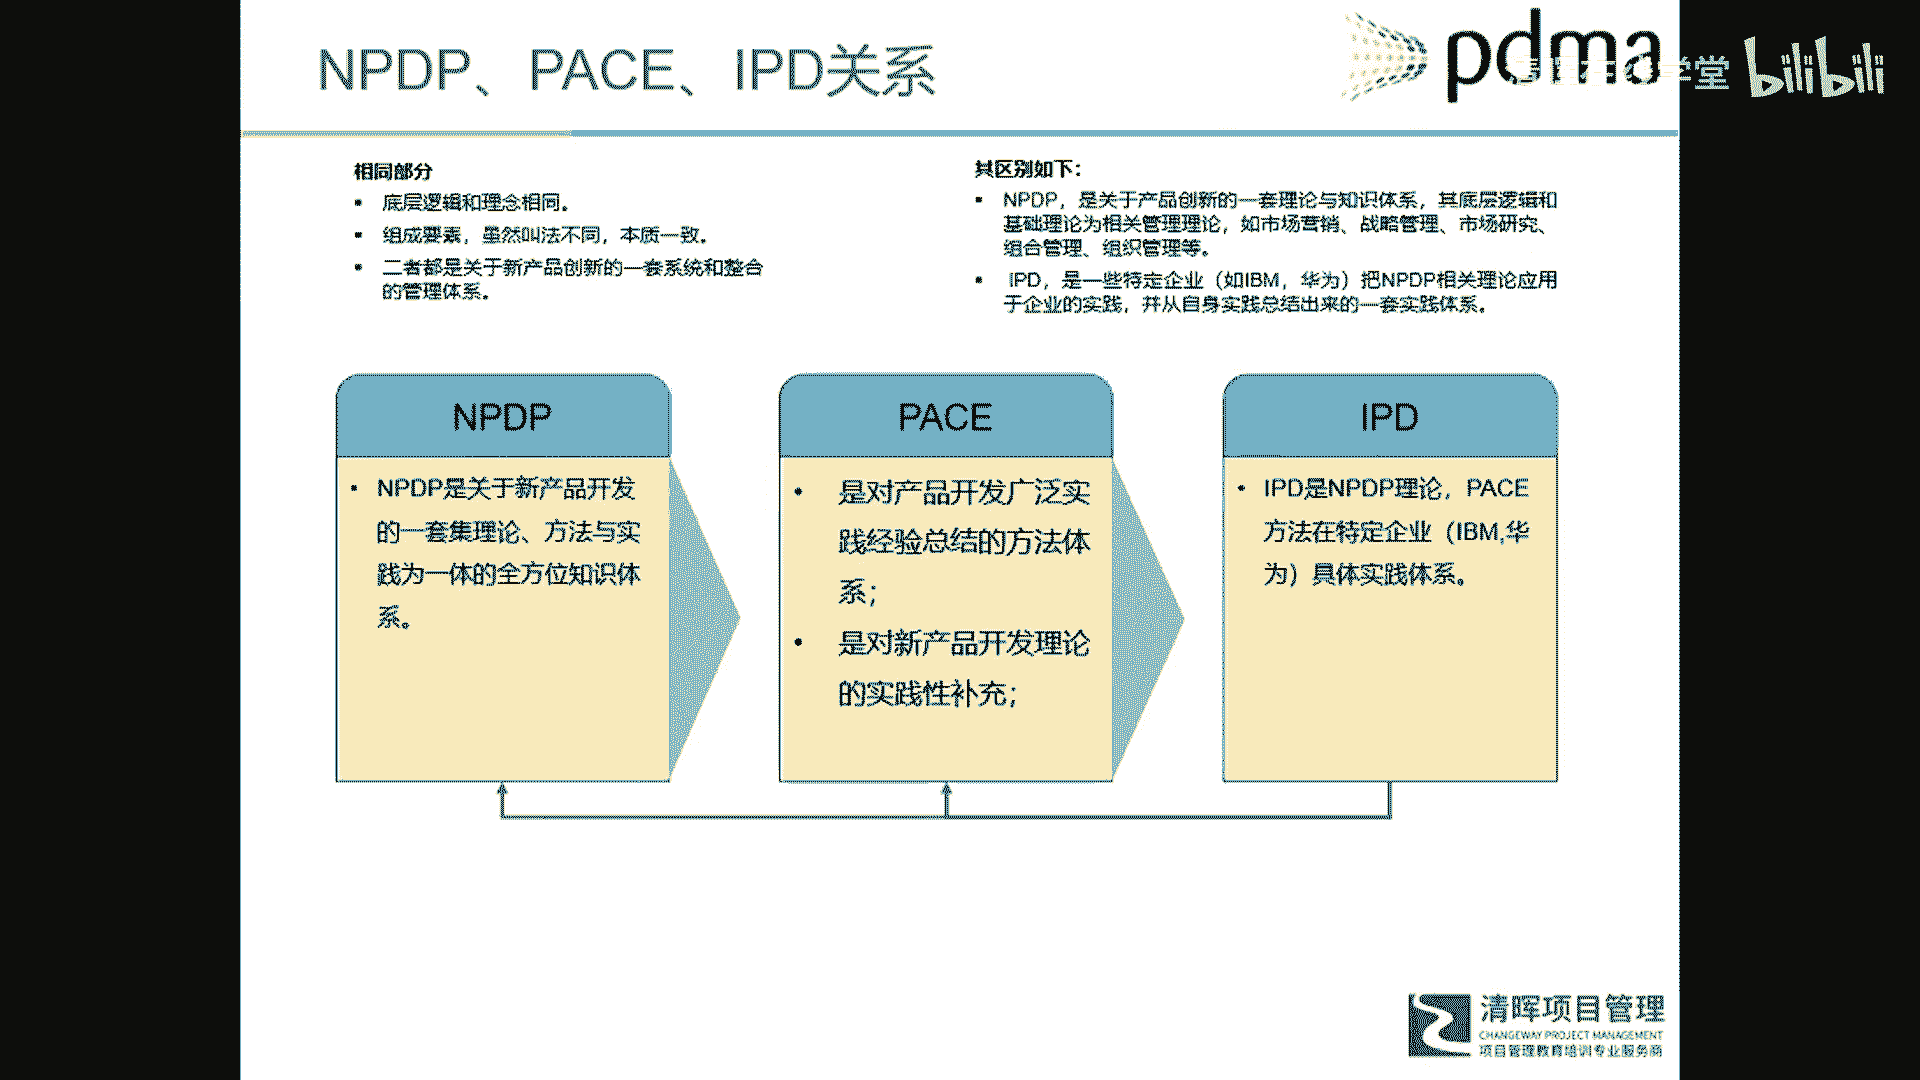 NPDP、PACE、IPD关系
pdma
学堂
bilibili
相同部分
底层逻辑和理念相同。
组成要素，虽然叫法不同，本质一致。
二者都是关于新产品创新的一套系统和整合
的管理体系。
其区别如下：
NPDP，是关于产品创新的一套理论与知识体系，其底层逻辑和
基础理论为相关管理理论，如市场营销、战略管理、市场研究、
组合管理、组织管理等。
IPD，是一些特定企业（如IBM，华为）把NPDP相关理论应用
于企业的实践，并从自身实践总结出来的一套实践体系。
NPDP
NPDP是关于新产品开发
的一套集理论、方法与实
践为一体的全方位知识体
系。
PACE
是对产品开发广泛实
践经验总结的方法体
系；
是对新产品开发理论
的实践性补充；
IPD
IPD是NPDP理论，PACE
方法在特定企业（IBM,华
为）具体实践体系。
清晖项目管理
CHANGEWAY PROJECT MANAGEMENT
项目管理教育培训专业服务商